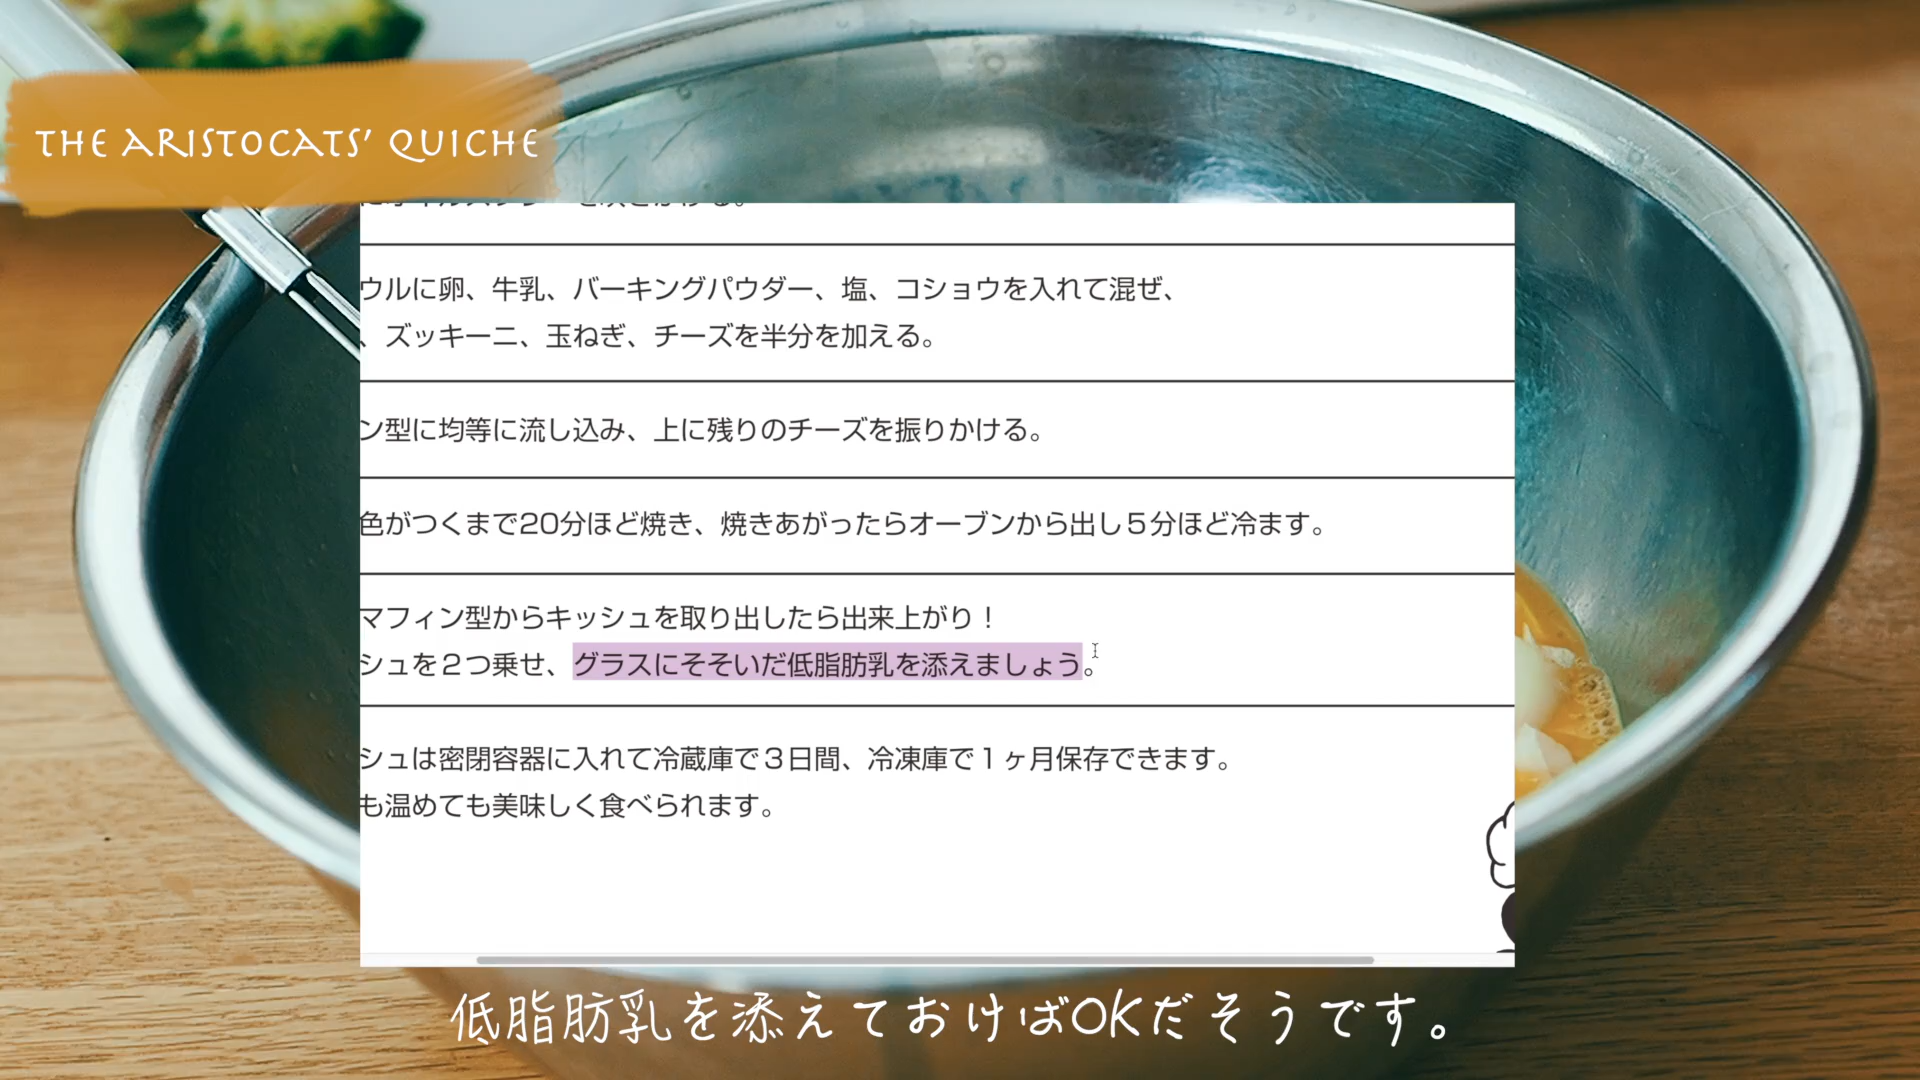 THE ARISTOCATS' QUICHE
ウルに卵、牛乳、バーキングパウダー、塩、コショウを入れて混ぜ、
、ズッキーニ、玉ねぎ、チーズを半分を加える。
ン型に均等に流し込み、上に残りのチーズを振りかける。
色がつくまで20分ほど焼き、焼きあがったらオーブンから出し５分ほど冷ます。
マフィン型からキッシュを取り出したら出来上がり！
シュを２つ乗せ、グラスにそそいだ低脂肪乳を添えましょう。
シュは密閉容器に入れて冷蔵庫で３日間、冷凍庫で１ヶ月保存できます。
も温めても美味しく食べられます。
低脂肪乳を添えておけばOKだそうです。